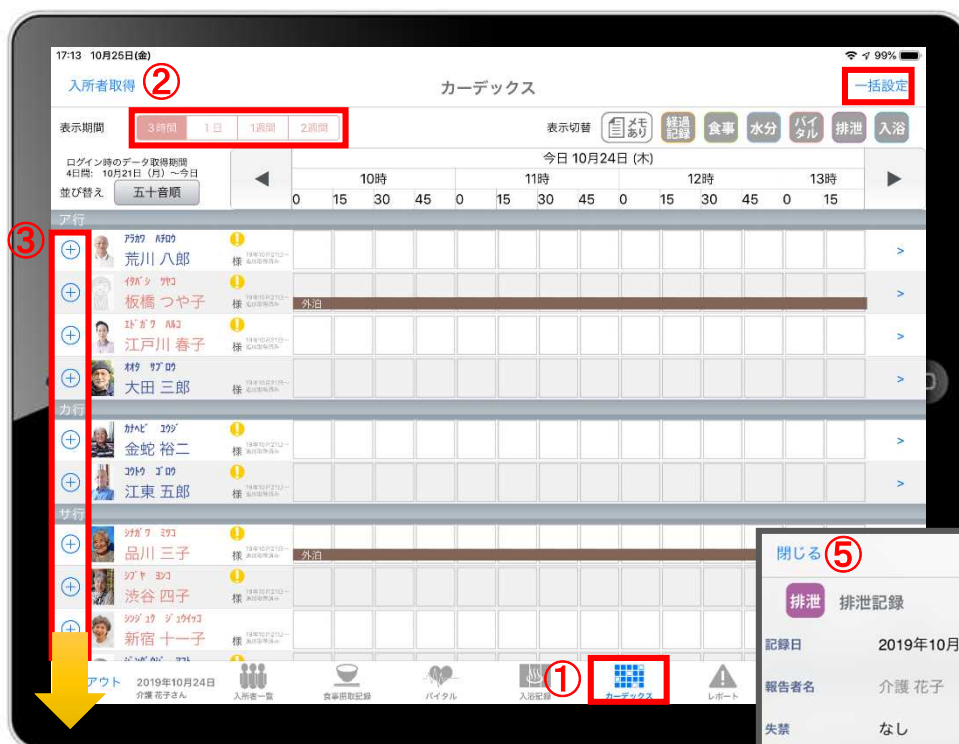 17:13 10月25日(金) 99%
入所者取得 ② カーデックス 一括設定
表示期間 3時間 1日 1週間 2週間 表示切替 メモあり 経過記録 食事 水分 バイタル 排泄 入浴
ログイン時のデータ取得期間
4日間: 10月21日(月)~今日
今日 10月24日 (木)
並び替え 五十音順 ◀ 10時 11時 12時 13時 ▶
0 15 30 45 0 15 30 45 0 15 30 45 0 15
ア行
③
アラカワ ハチロウ
荒川 八郎 様 >
イタバシ ツヤコ
板橋 つや子 様 外泊 >
エドガワ ハルコ
江戸川 春子 様 >
オオタ サブロウ
大田 三郎 様 >
カ行
カナヘビ ユウジ
金蛇 裕二 様 >
コウトウ ゴロウ
江東 五郎 様 >
サ行
シナガワ ミツコ
品川 三子 様 外泊
シブヤ ヨツコ
渋谷 四子 様
シンジュク ジュウイチコ
新宿 十一子 様
アウト 2019年10月24日
介護 花子さん
入所者一覧 食事摂取記録 バイタル 入浴記録 ① カーデックス レポート
閉じる ⑤
排泄 排泄記録
記録日 2019年10月
報告者名 介護 花子
失禁 なし